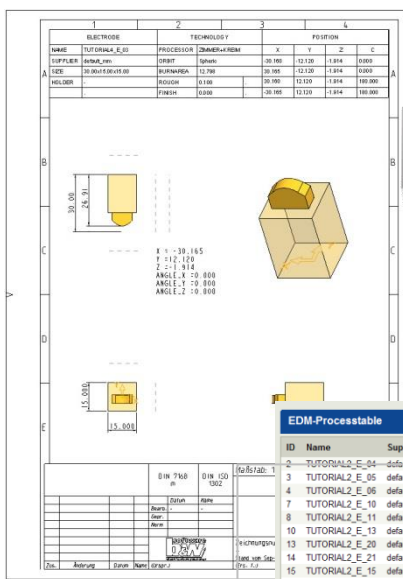 1 2 3 4
ELECTRODE TECHNOLOGY POSITION
NAME TUTORIAL4_E_03 PROCESSOR ZIMMER+KREIM X Y Z C
SUPPLIER default_mm ORBIT Spheric -30.160 -12.120 -1.914 0.000
SIZE 30.00x15.00x15.00 BURNAREA 12.798 30.165 -12.120 -1.914 0.000
HOLDER - ROUGH 0.100 30.160 12.120 -1.914 180.000
FINISH 0.000 -30.165 12.120 -1.914 180.000
A A
B B
30.00
26.91
C C
X = -30.165
Y =12.120
Z =-1.914
ANGLE_X =0.000
ANGLE_Y =0.000
ANGLE_Z =0.000
D D
15.000
15.000
E
EDM-Processtable
ID Name Sup
2 TUTORIAL2_E_04 defa
3 TUTORIAL2_E_05 defa
4 TUTORIAL2_E_06 defa
7 TUTORIAL2_E_10 defa
8 TUTORIAL2_E_11 defa
10 TUTORIAL2_E_13 defa
13 TUTORIAL2_E_20 defa
14 TUTORIAL2_E_21 defa
15 TUTORIAL2_E_15 defa
DIN 7168
m
DIN ISO
1302
Datum Name
Bearb. - -
Gepr.
Norm
Zus. Änderung Datum Name